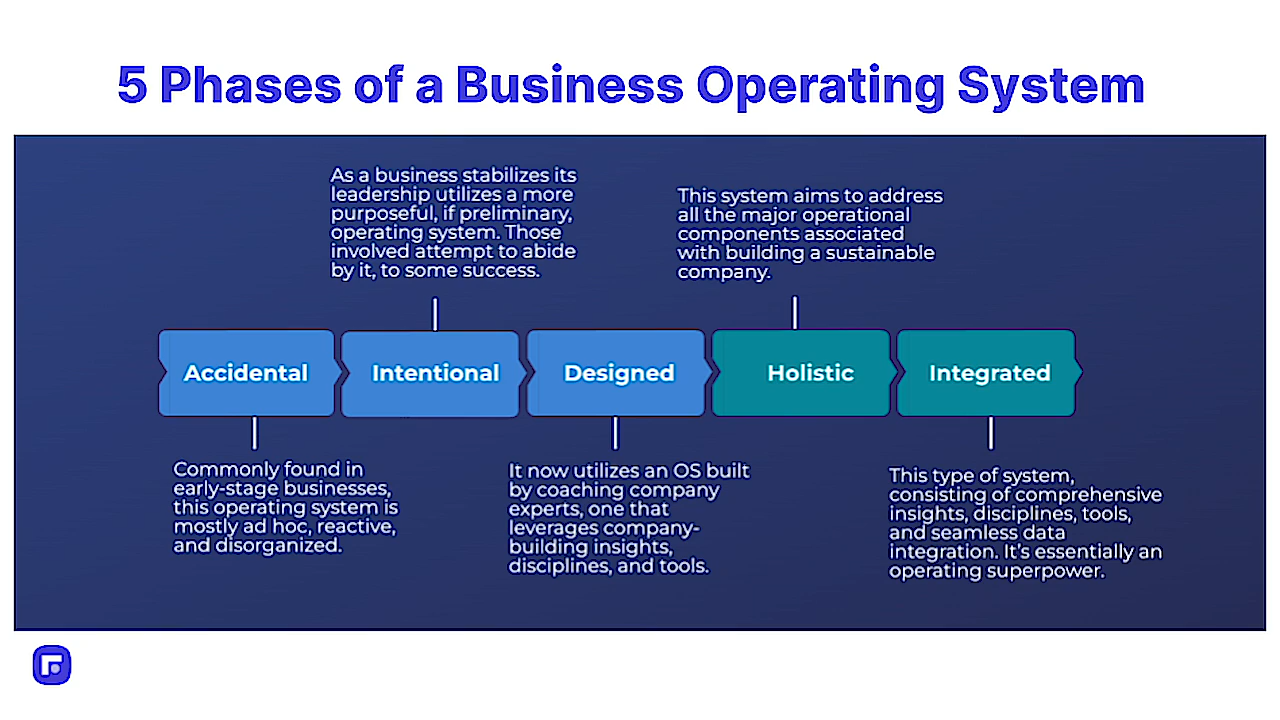 5 Phases of a Business Operating System
As a business stabilizes its
leadership utilizes a more
purposeful, if preliminary,
operating system. Those
involved attempt to abide
by it, to some success.
This system aims to address
all the major operational
components associated
with building a sustainable
company.
Accidental
Intentional
Designed
Holistic
Integrated
Commonly found in
early-stage businesses,
this operating system is
mostly ad hoc, reactive,
and disorganized.
It now utilizes an OS built
by coaching company
experts, one that
leverages company-
building insights,
disciplines, and tools.
This type of system,
consisting of comprehensive
insights, disciplines, tools,
and seamless data
integration. It's essentially an
operating superpower.